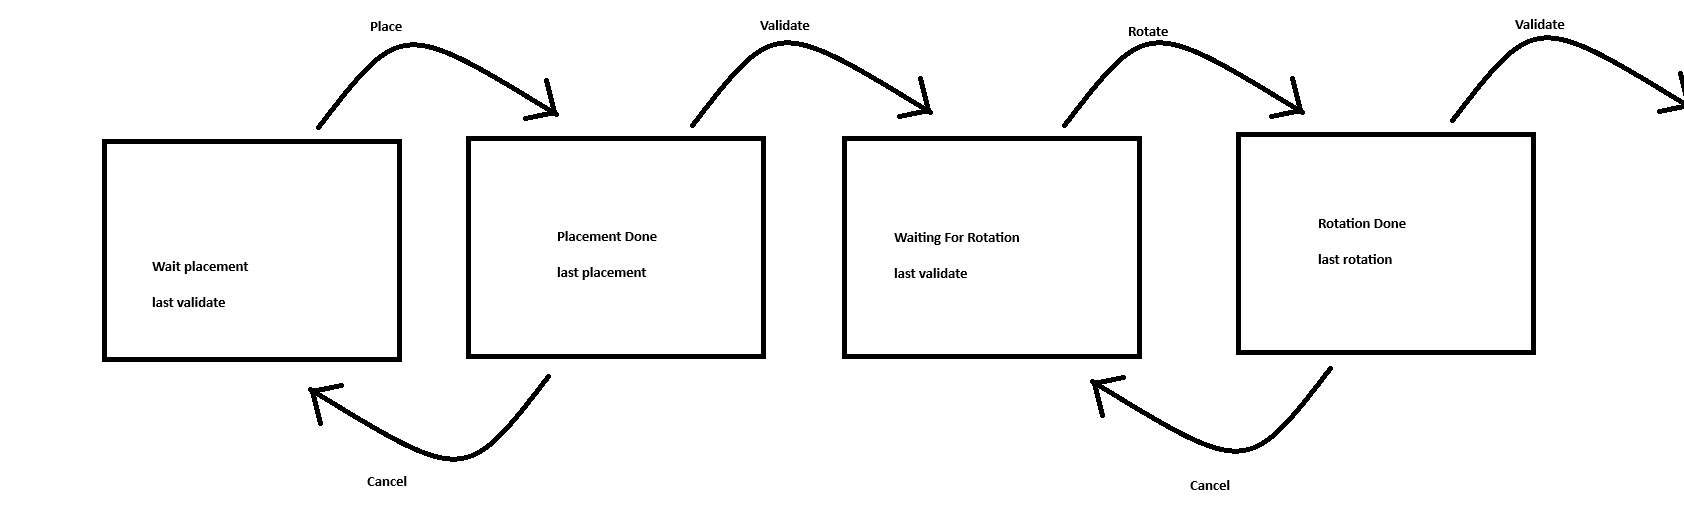 Place
Validate
Rotate
Validate
Wait placement
last validate
Placement Done
last placement
Waiting For Rotation
last validate
Rotation Done
last rotation
Cancel
Cancel